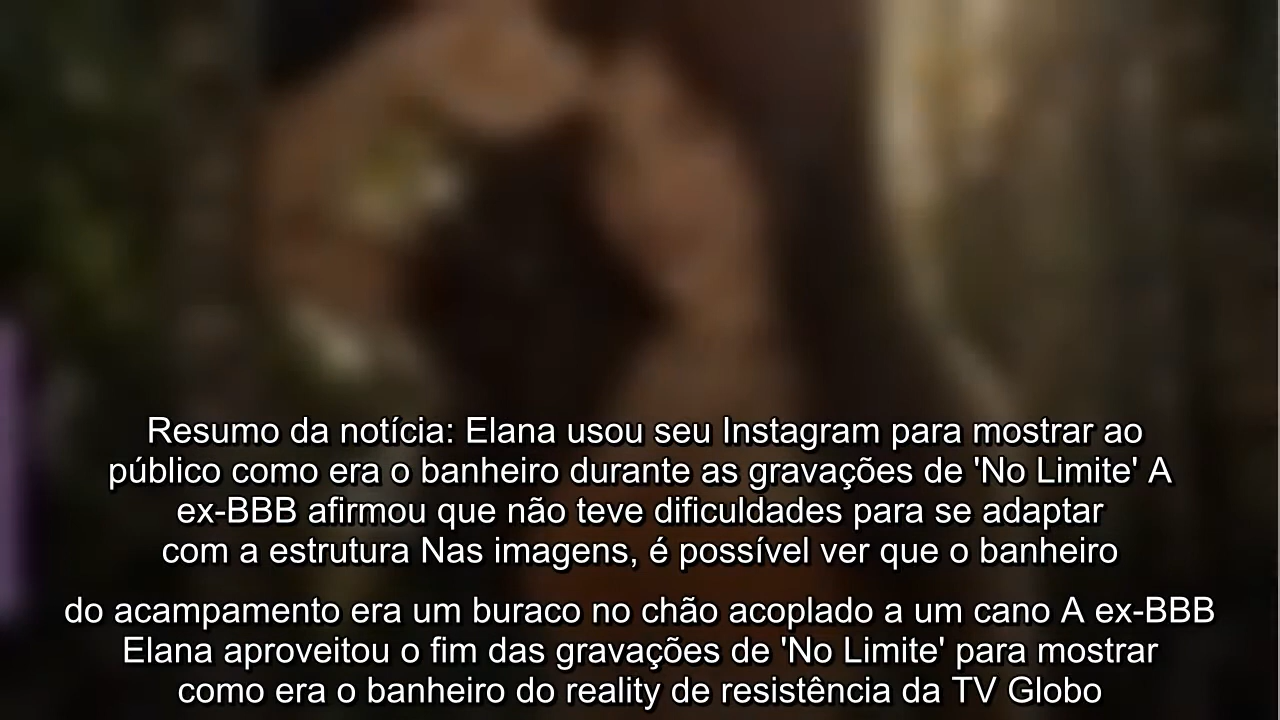 Resumo da notícia: Elana usou seu Instagram para mostrar ao
público como era o banheiro durante as gravações de 'No Limite' A
ex-BBB afirmou que não teve dificuldades para se adaptar
com a estrutura Nas imagens, é possível ver que o banheiro
do acampamento era um buraco no chão acoplado a um cano A ex-BBB
Elana aproveitou o fim das gravações de 'No Limite' para mostrar
como era o banheiro do reality de resistência da TV Globo